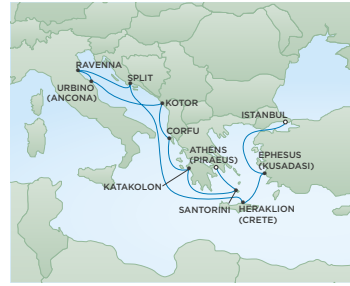 RAVENNA
SPLIT
URBINO
(ANCONA)
KOTOR
ISTANBUL
CORFU
ATHENS
(PIRAEUS)
EPHESUS
(KUSADASI)
KATAKOLON
SANTORINI
HERAKLION
(CRETE)